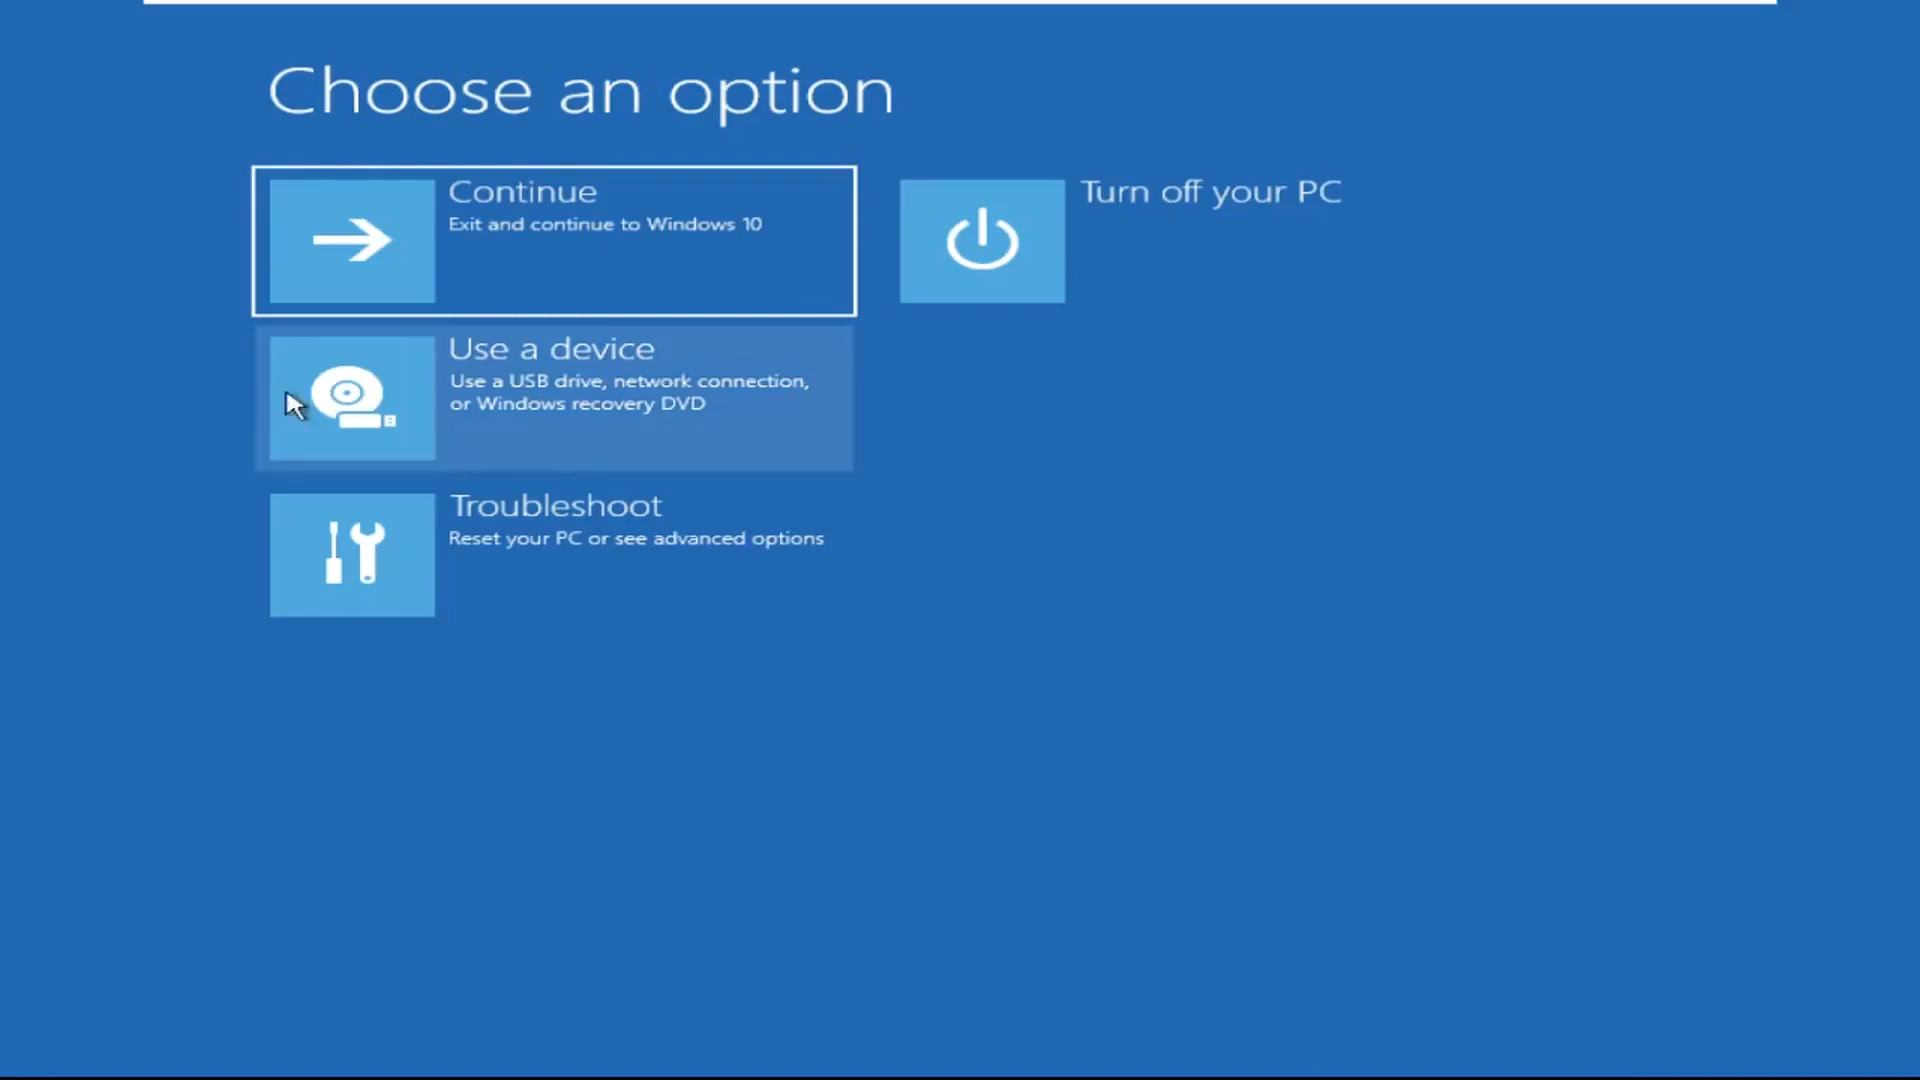 Choose an option
Continue
Exit and continue to Windows 10
Turn off your PC
Use a device
Use a USB drive, network connection,
or Windows recovery DVD
Troubleshoot
Reset your PC or see advanced options